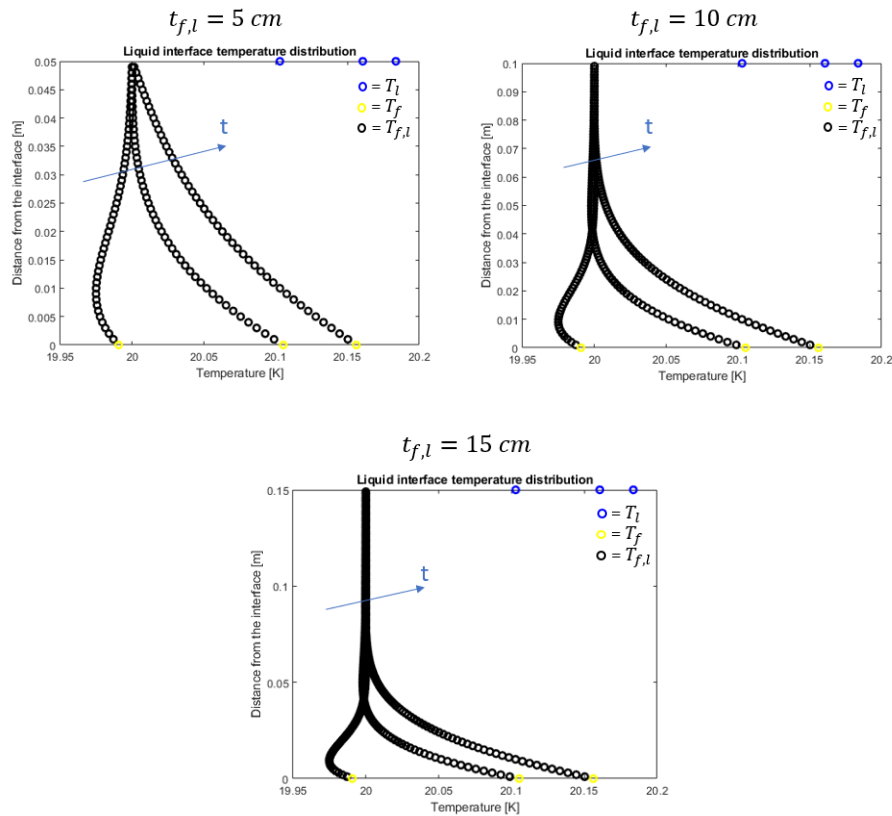 t_{f,l} = 5 cm
Liquid interface temperature distribution
0.05
0.045
0.04
0.035
0.03
0.025
0.02
0.015
0.01
0.005
0
Distance from the interface [m]
19.95 20 20.05 20.1 20.15 20.2
Temperature [K]
= T_l
= T_f
= T_{f,l}
t
t_{f,l} = 10 cm
Liquid interface temperature distribution
0.1
0.09
0.08
0.07
0.06
0.05
0.04
0.03
0.02
0.01
0
Distance from the interface [m]
19.95 20 20.05 20.1 20.15 20.2
Temperature [K]
= T_l
= T_f
= T_{f,l}
t
t_{f,l} = 15 cm
Liquid interface temperature distribution
0.15
0.1
0.05
0
Distance from the interface [m]
19.95 20 20.05 20.1 20.15 20.2
Temperature [K]
= T_l
= T_f
= T_{f,l}
t